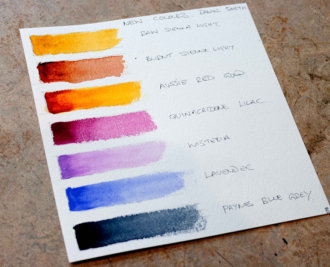 NEW COLOURS. DANIEL SMITH
RAW SIENNA LIGHT
BURNT SIENNA LIGHT
AUSSIE RED GOLD
QUINACRIDONE LILAC
WISTERIA
LAVENDER
PAYNE BLUE GREY